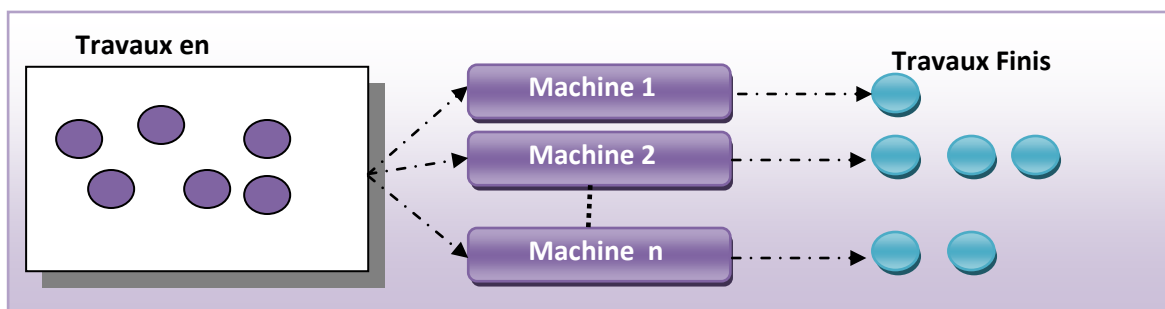 Travaux en
Machine 1
Travaux Finis
Machine 2
Machine n